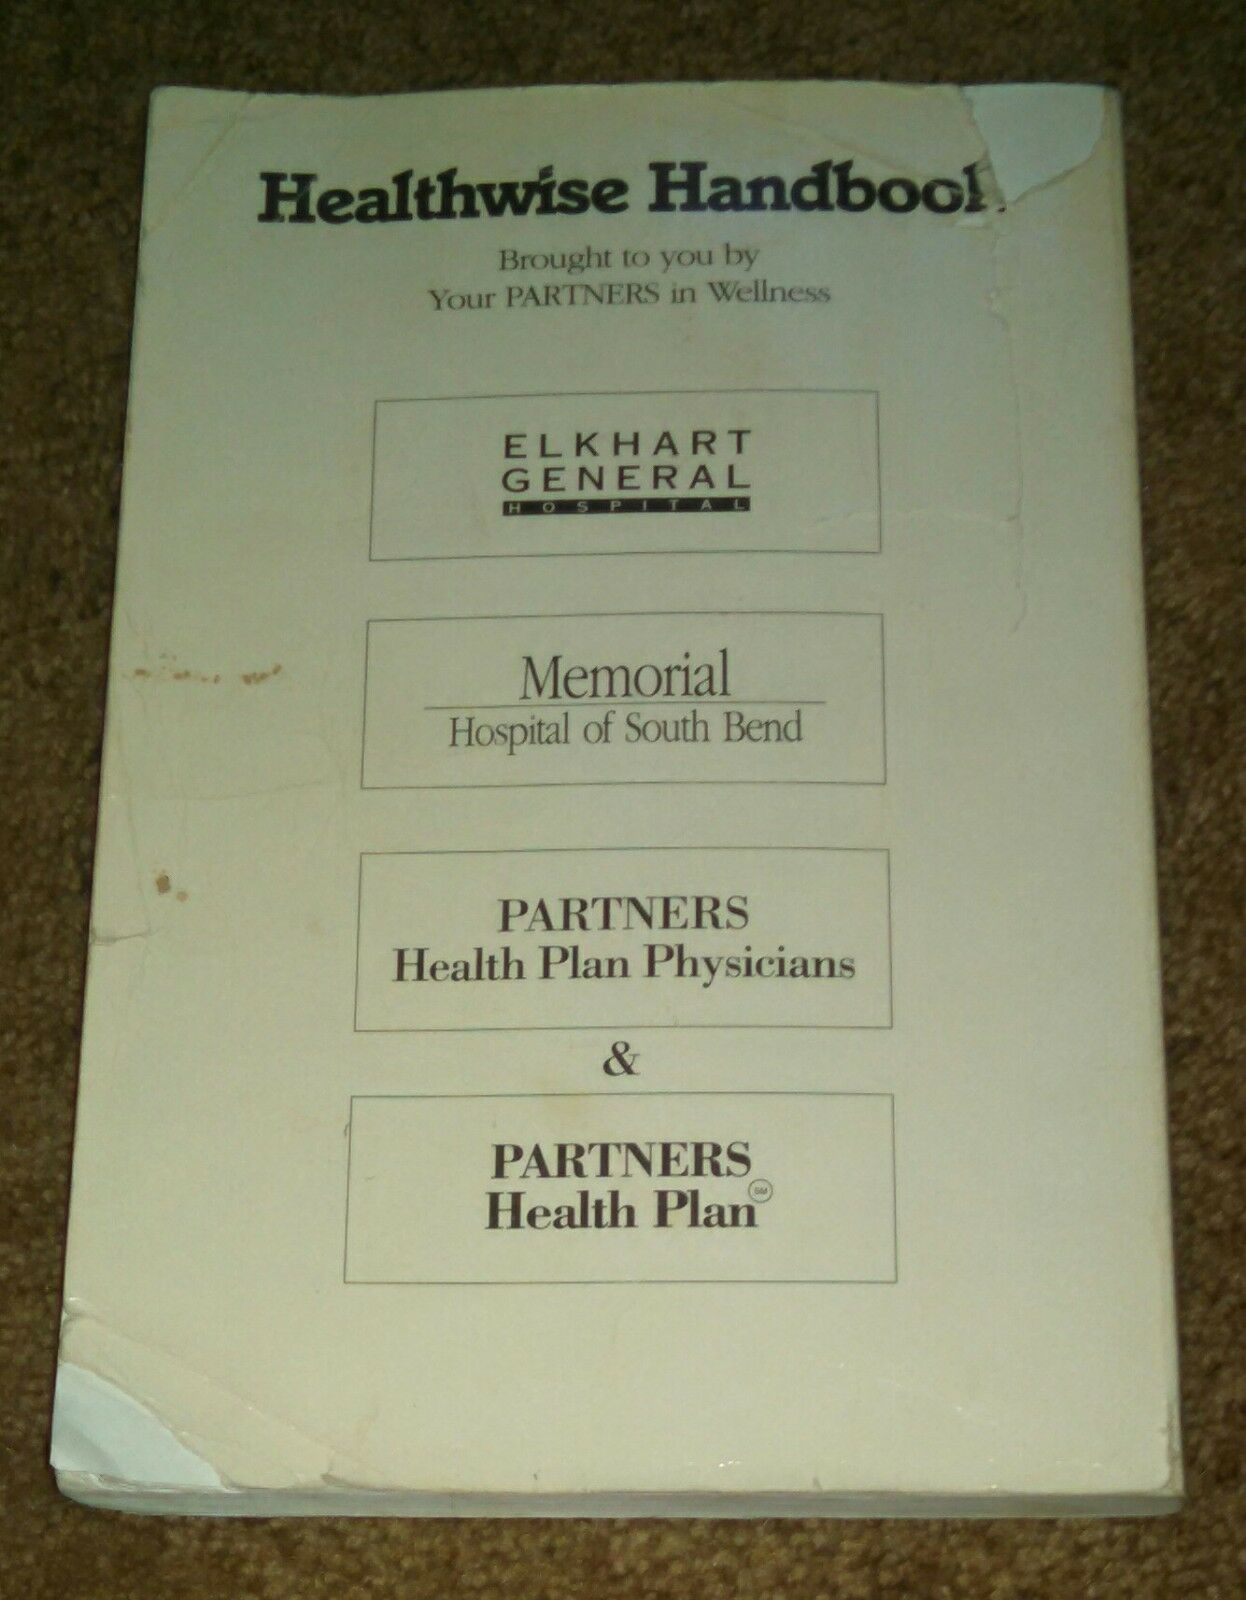 Healthwise Handbook
Brought to you by
Your PARTNERS in Wellness
ELKHART
GENERAL
HOSPITAL
Memorial
Hospital of South Bend
PARTNERS
Health Plan Physicians
&
PARTNERS
Health Plan SM